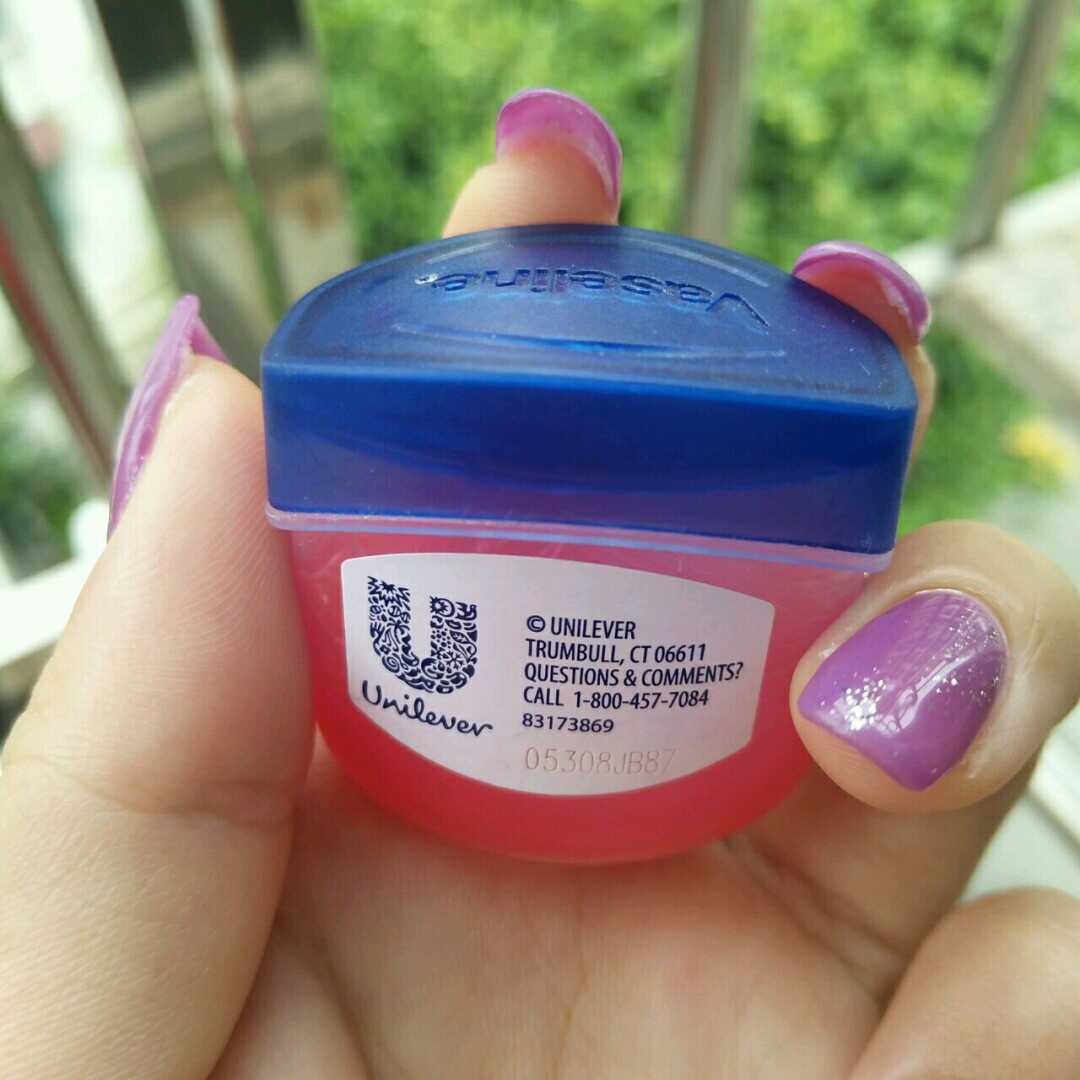 Vaseline
© UNILEVER
TRUMBULL, CT 06611
QUESTIONS & COMMENTS?
CALL 1-800-457-7084
83173869
05308JB87
Unilever